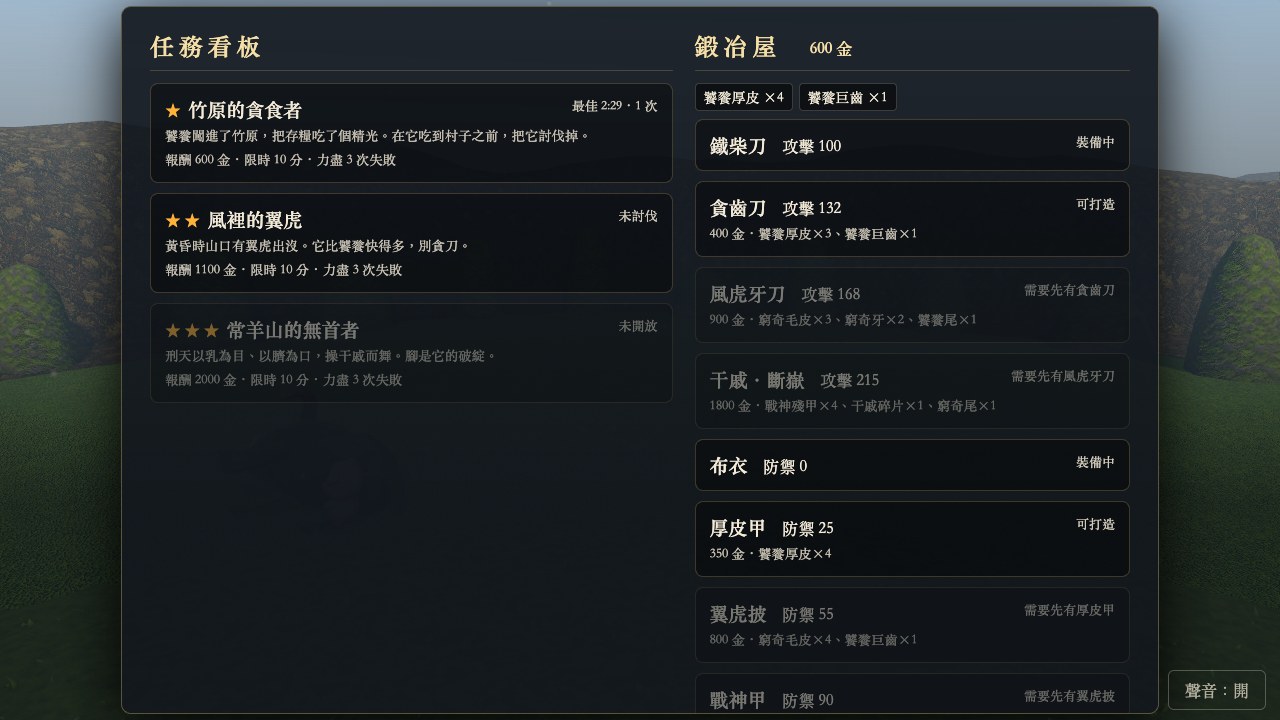 任務看板
★ 竹原的貪食者 最佳 2:29 · 1 次
饕餮闖進了竹原，把存糧吃了個精光。在它吃到村子之前，把它討伐掉。
報酬 600 金 · 限時 10 分 · 力盡 3 次失敗
★★ 風裡的翼虎 未討伐
黃昏時山口有翼虎出沒。它比饕餮快得多，別貪刀。
報酬 1100 金 · 限時 10 分 · 力盡 3 次失敗
★★★ 常羊山的無首者 未開放
刑天以乳為目、以臍為口，操干戚而舞。腳是它的破綻。
報酬 2000 金 · 限時 10 分 · 力盡 3 次失敗
鍛冶屋 600 金
饕餮厚皮 ×4 饕餮巨齒 ×1
鐵柴刀 攻擊 100 裝備中
貪齒刀 攻擊 132 可打造
400 金 · 饕餮厚皮×3、饕餮巨齒×1
風虎牙刀 攻擊 168 需要先有貪齒刀
900 金 · 窮奇毛皮×3、窮奇牙×2、饕餮尾×1
干戚・斷嶽 攻擊 215 需要先有風虎牙刀
1800 金 · 戰神殘甲×4、干戚碎片×1、窮奇尾×1
布衣 防禦 0 裝備中
厚皮甲 防禦 25 可打造
350 金 · 饕餮厚皮×4
翼虎披 防禦 55 需要先有厚皮甲
800 金 · 窮奇毛皮×4、饕餮巨齒×1
戰神甲 防禦 90 需要先有翼虎披
聲音：開